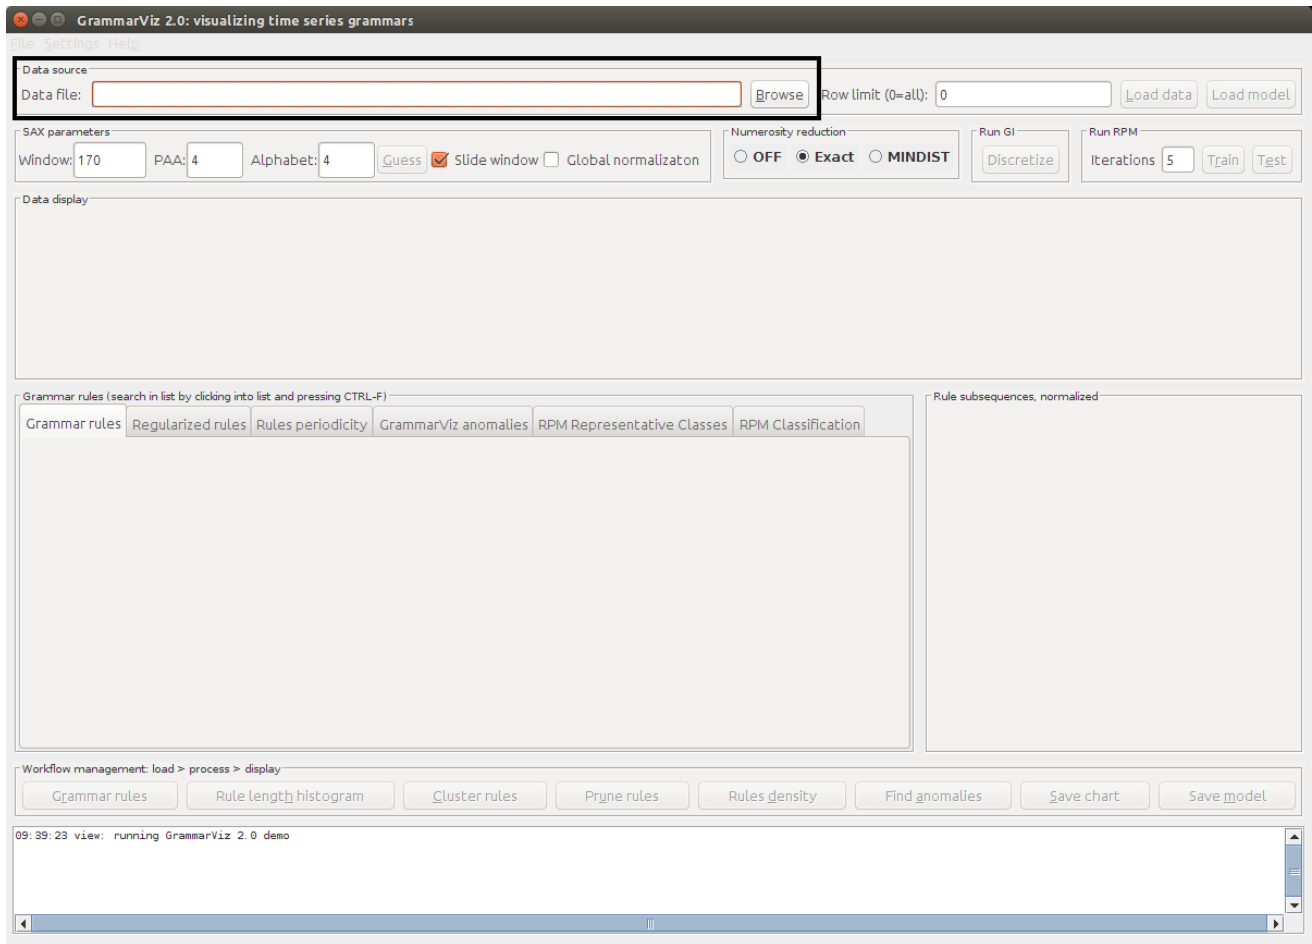 GrammarViz 2.0: visualizing time series grammars
File Settings Help
Data source
Data file: Browse Row limit (0=all): 0 Load data Load model
SAX parameters Numerosity reduction Run GI Run RPM
Window: 170 PAA: 4 Alphabet: 4 Guess Slide window Global normalizaton OFF Exact MINDIST Discretize Iterations 5 Train Test
Data display
Grammar rules (search in list by clicking into list and pressing CTRL-F) Rule subsequences, normalized
Grammar rules Regularized rules Rules periodicity GrammarViz anomalies RPM Representative Classes RPM Classification
Workflow management: load > process > display
Grammar rules Rule length histogram Cluster rules Prune rules Rules density Find anomalies Save chart Save model
09:39:23 view: running GrammarViz 2.0 demo